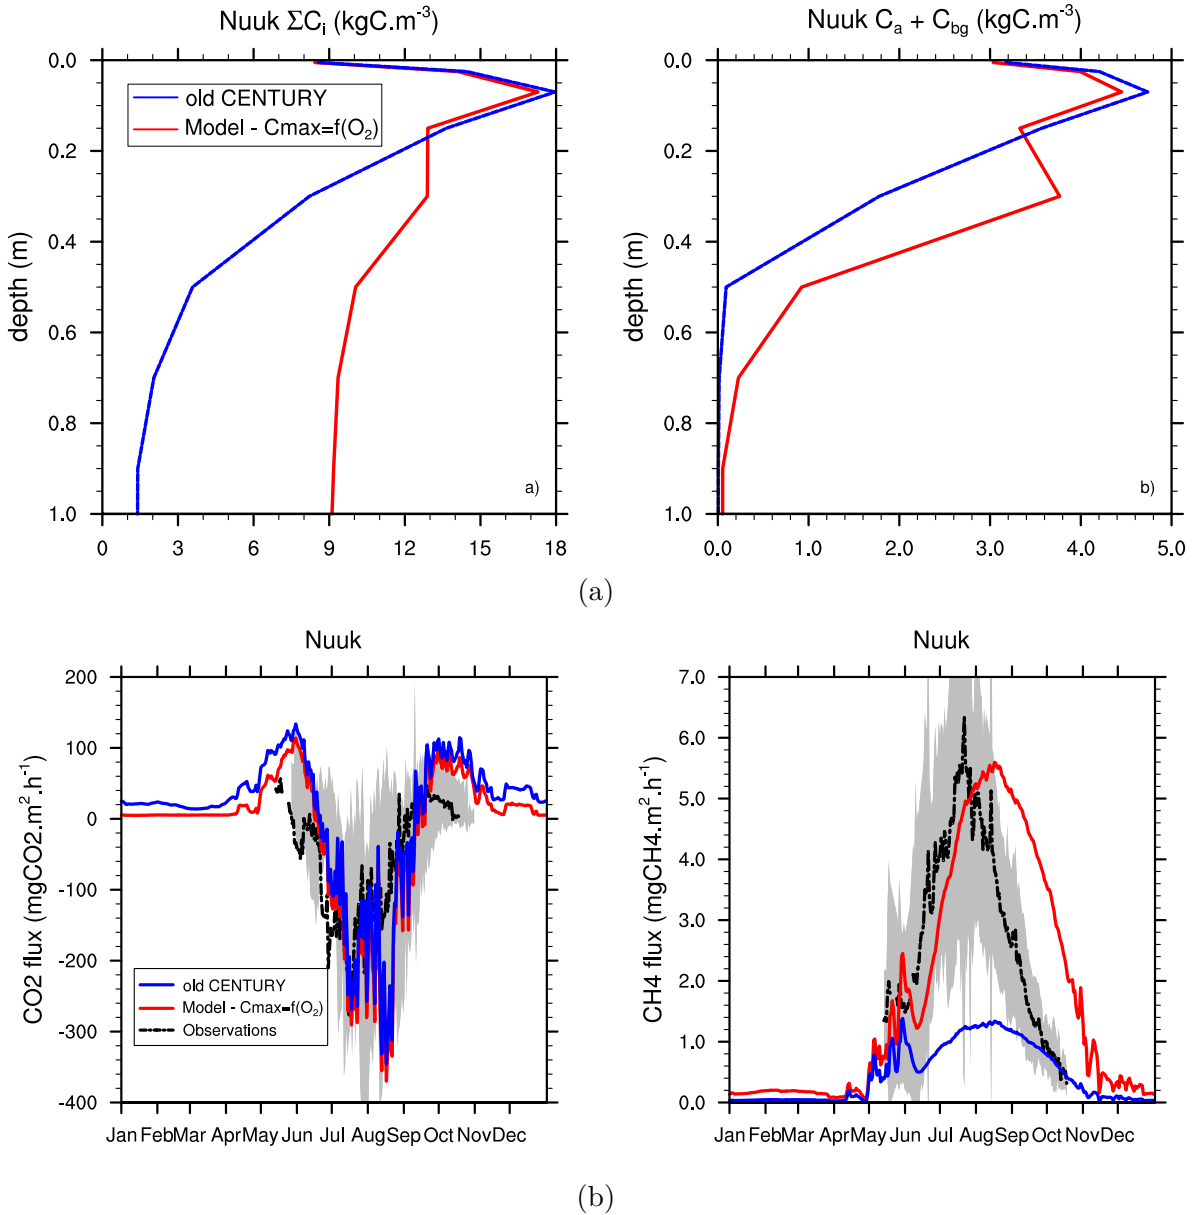 Nuuk ΣCi (kgC.m-3)
Nuuk Ca + Cbg (kgC.m-3)
old CENTURY
Model - Cmax=f(O2)
depth (m)
0.0
0.2
0.4
0.6
0.8
1.0
0 3 6 9 12 15 18
a)
depth (m)
0.0
0.2
0.4
0.6
0.8
1.0
0.0 1.0 2.0 3.0 4.0 5.0
b)
(a)
Nuuk
Nuuk
CO2 flux (mgCO2.m2.h-1)
200
100
0
-100
-200
-300
-400
old CENTURY
Model - Cmax=f(O2)
Observations
Jan Feb Mar Apr May Jun Jul Aug Sep Oct Nov Dec
CH4 flux (mgCH4.m2.h-1)
7.0
6.0
5.0
4.0
3.0
2.0
1.0
0.0
Jan Feb Mar Apr May Jun Jul Aug Sep Oct Nov Dec
(b)